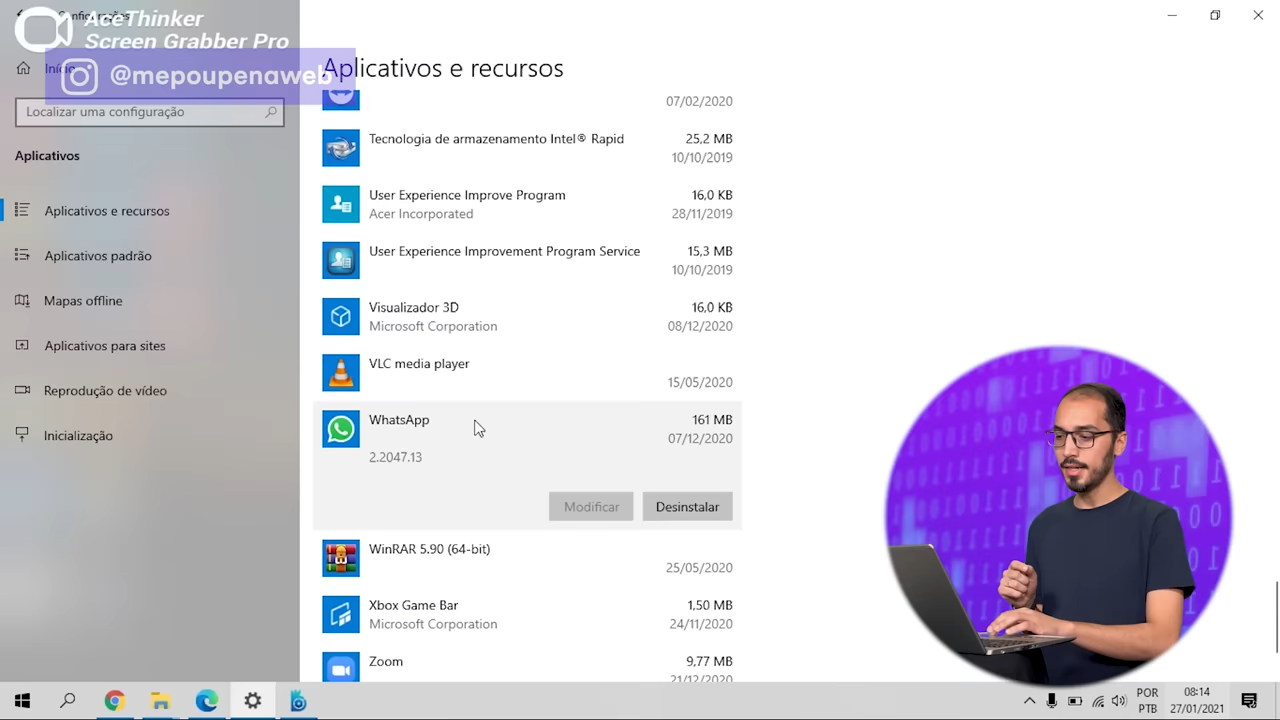 Configurações
AceThinker
Screen Grabber Pro
Início
@mepoupenaweb
Localizar uma configuração
Aplicativos
Aplicativos e recursos
Aplicativos padrão
Mapas offline
Aplicativos para sites
Reprodução de vídeo
Inicialização
Aplicativos e recursos
07/02/2020
Tecnologia de armazenamento Intel® Rapid 25,2 MB
10/10/2019
User Experience Improve Program 16,0 KB
Acer Incorporated 28/11/2019
User Experience Improvement Program Service 15,3 MB
10/10/2019
Visualizador 3D 16,0 KB
Microsoft Corporation 08/12/2020
VLC media player
15/05/2020
WhatsApp 161 MB
07/12/2020
2.2047.13
Modificar Desinstalar
WinRAR 5.90 (64-bit)
25/05/2020
Xbox Game Bar 1,50 MB
Microsoft Corporation 24/11/2020
Zoom 9,77 MB
21/12/2020
POR 08:14
PTB 27/01/2021